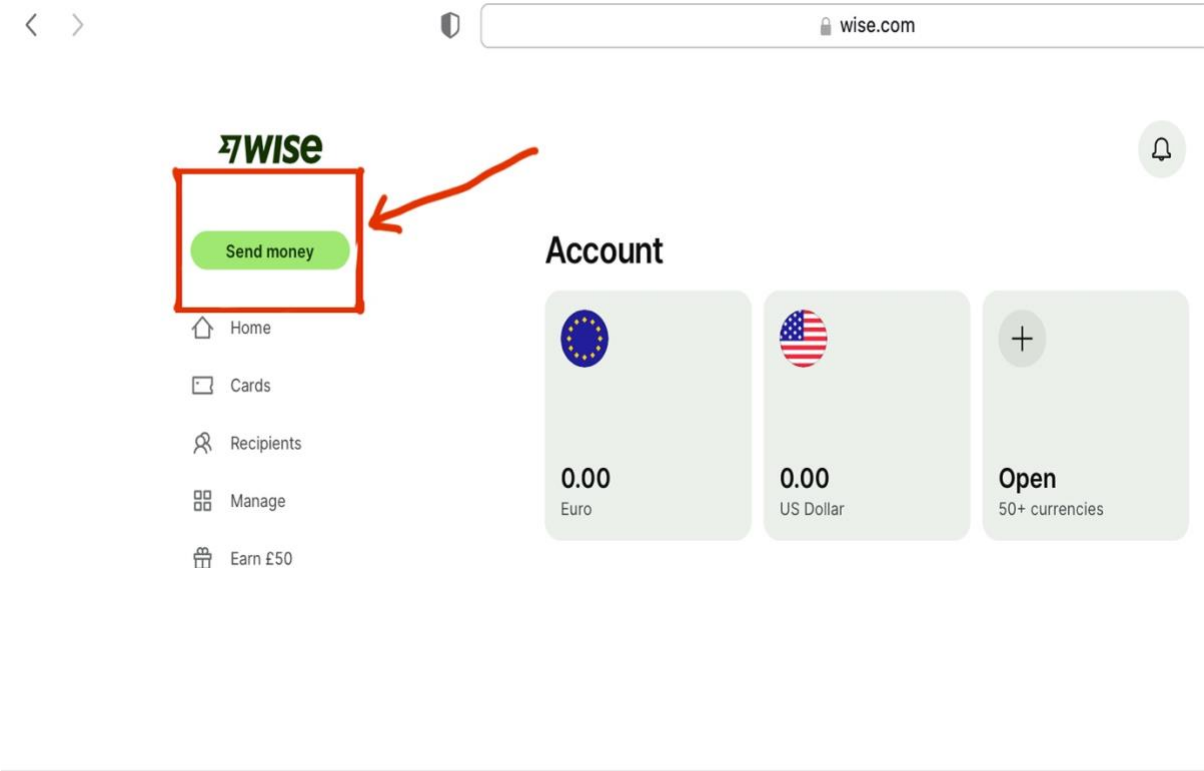 wise.com
wise
Send money
Home
Cards
Recipients
Manage
Earn £50
Account
0.00
Euro
0.00
US Dollar
Open
50+ currencies